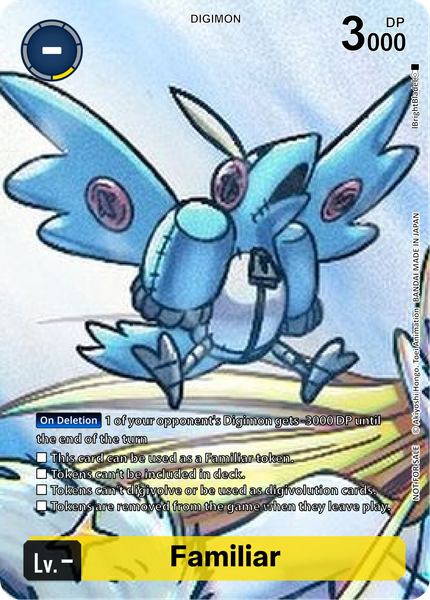 DIGIMON
-
DP
3000
IBrightBladeI
NOT FOR SALE © Akiyoshi Hongo, Toei Animation, BANDAI MADE IN JAPAN
On Deletion 1 of your opponent's Digimon gets -3000 DP until
the end of the turn
☐ This card can be used as a Familiar token.
☐ Tokens can't be included in deck.
☐ Tokens can't digivolve or be used as digivolution cards.
☐ Tokens are removed from the game when they leave play.
Lv.-
Familiar